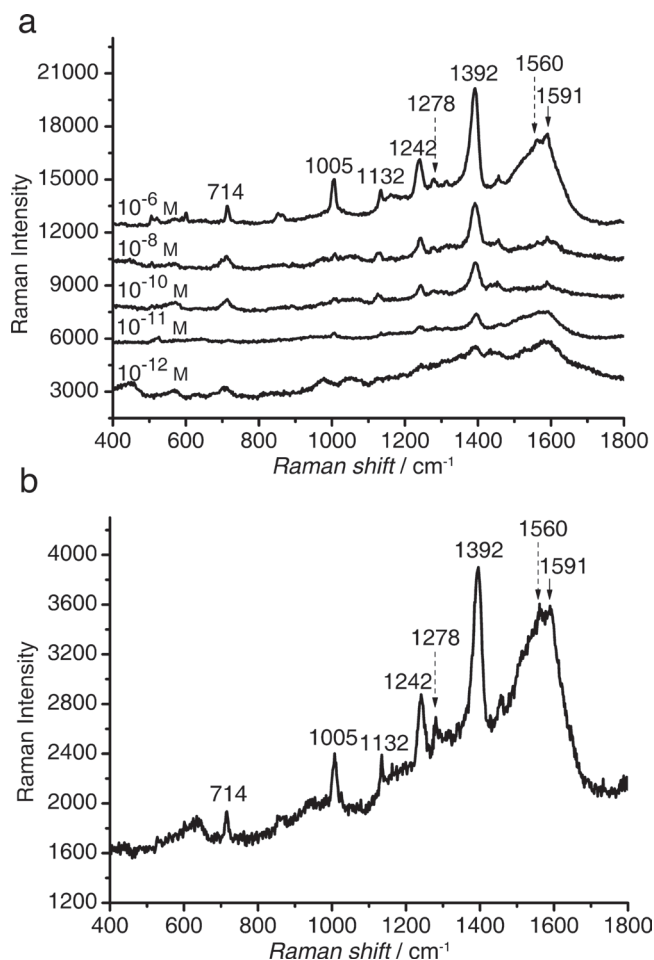 a
1560
1392
1591
1278
1242
1005
1132
714
10⁻⁶ M
10⁻⁸ M
10⁻¹⁰ M
10⁻¹¹ M
10⁻¹² M
21000
18000
15000
12000
9000
6000
3000
Raman Intensity
400 600 800 1000 1200 1400 1600 1800
Raman shift / cm⁻¹
b
1560
1392
1591
1278
1242
1005
1132
714
4000
3600
3200
2800
2400
2000
1600
1200
Raman Intensity
400 600 800 1000 1200 1400 1600 1800
Raman shift / cm⁻¹